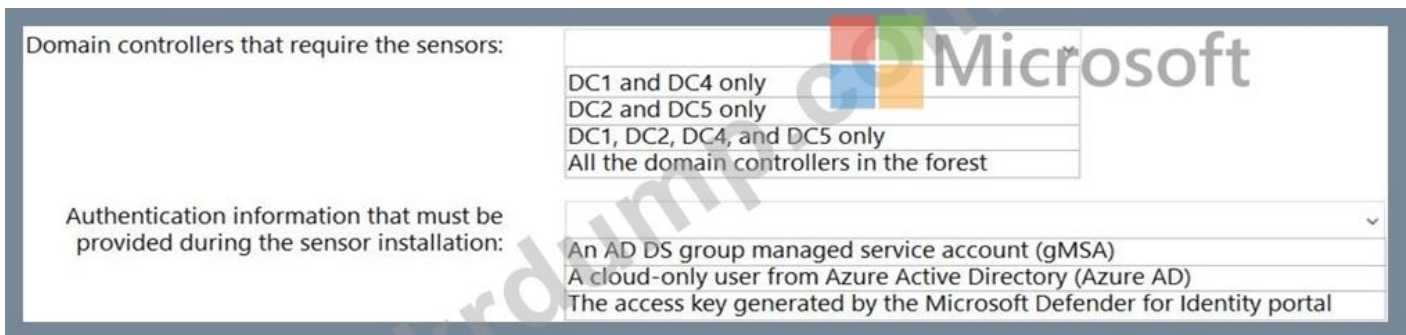 Domain controllers that require the sensors:
DC1 and DC4 only
DC2 and DC5 only
DC1, DC2, DC4, and DC5 only
All the domain controllers in the forest
Authentication information that must be
provided during the sensor installation:
An AD DS group managed service account (gMSA)
A cloud-only user from Azure Active Directory (Azure AD)
The access key generated by the Microsoft Defender for Identity portal
Microsoft